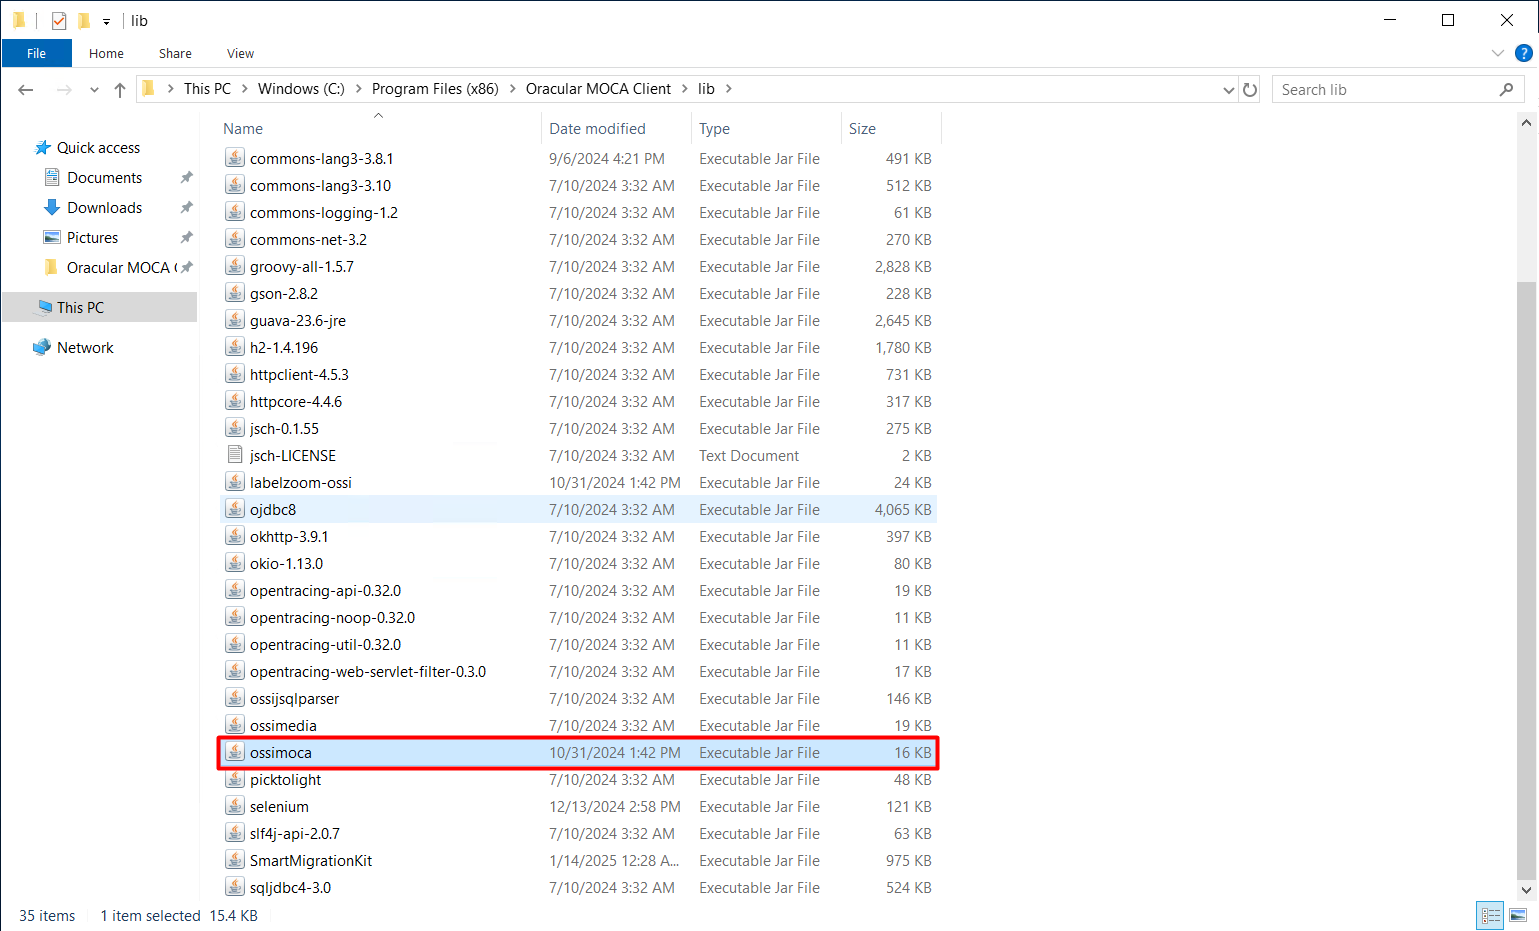 lib
File Home Share View
This PC Windows (C:) Program Files (x86) Oracular MOCA Client lib Search lib
Name Date modified Type Size
Quick access
Documents
Downloads
Pictures
Oracular MOCA (
This PC
Network
commons-lang3-3.8.1 9/6/2024 4:21 PM Executable Jar File 491 KB
commons-lang3-3.10 7/10/2024 3:32 AM Executable Jar File 512 KB
commons-logging-1.2 7/10/2024 3:32 AM Executable Jar File 61 KB
commons-net-3.2 7/10/2024 3:32 AM Executable Jar File 270 KB
groovy-all-1.5.7 7/10/2024 3:32 AM Executable Jar File 2,828 KB
gson-2.8.2 7/10/2024 3:32 AM Executable Jar File 228 KB
guava-23.6-jre 7/10/2024 3:32 AM Executable Jar File 2,645 KB
h2-1.4.196 7/10/2024 3:32 AM Executable Jar File 1,780 KB
httpclient-4.5.3 7/10/2024 3:32 AM Executable Jar File 731 KB
httpcore-4.4.6 7/10/2024 3:32 AM Executable Jar File 317 KB
jsch-0.1.55 7/10/2024 3:32 AM Executable Jar File 275 KB
jsch-LICENSE 7/10/2024 3:32 AM Text Document 2 KB
labelzoom-ossi 10/31/2024 1:42 PM Executable Jar File 24 KB
ojdbc8 7/10/2024 3:32 AM Executable Jar File 4,065 KB
okhttp-3.9.1 7/10/2024 3:32 AM Executable Jar File 397 KB
okio-1.13.0 7/10/2024 3:32 AM Executable Jar File 80 KB
opentracing-api-0.32.0 7/10/2024 3:32 AM Executable Jar File 19 KB
opentracing-noop-0.32.0 7/10/2024 3:32 AM Executable Jar File 11 KB
opentracing-util-0.32.0 7/10/2024 3:32 AM Executable Jar File 11 KB
opentracing-web-servlet-filter-0.3.0 7/10/2024 3:32 AM Executable Jar File 17 KB
ossijsqlparser 7/10/2024 3:32 AM Executable Jar File 146 KB
ossimedia 7/10/2024 3:32 AM Executable Jar File 19 KB
ossimoca 10/31/2024 1:42 PM Executable Jar File 16 KB
picktolight 7/10/2024 3:32 AM Executable Jar File 48 KB
selenium 12/13/2024 2:58 PM Executable Jar File 121 KB
slf4j-api-2.0.7 7/10/2024 3:32 AM Executable Jar File 63 KB
SmartMigrationKit 1/14/2025 12:28 A... Executable Jar File 975 KB
sqljdbc4-3.0 7/10/2024 3:32 AM Executable Jar File 524 KB
35 items 1 item selected 15.4 KB